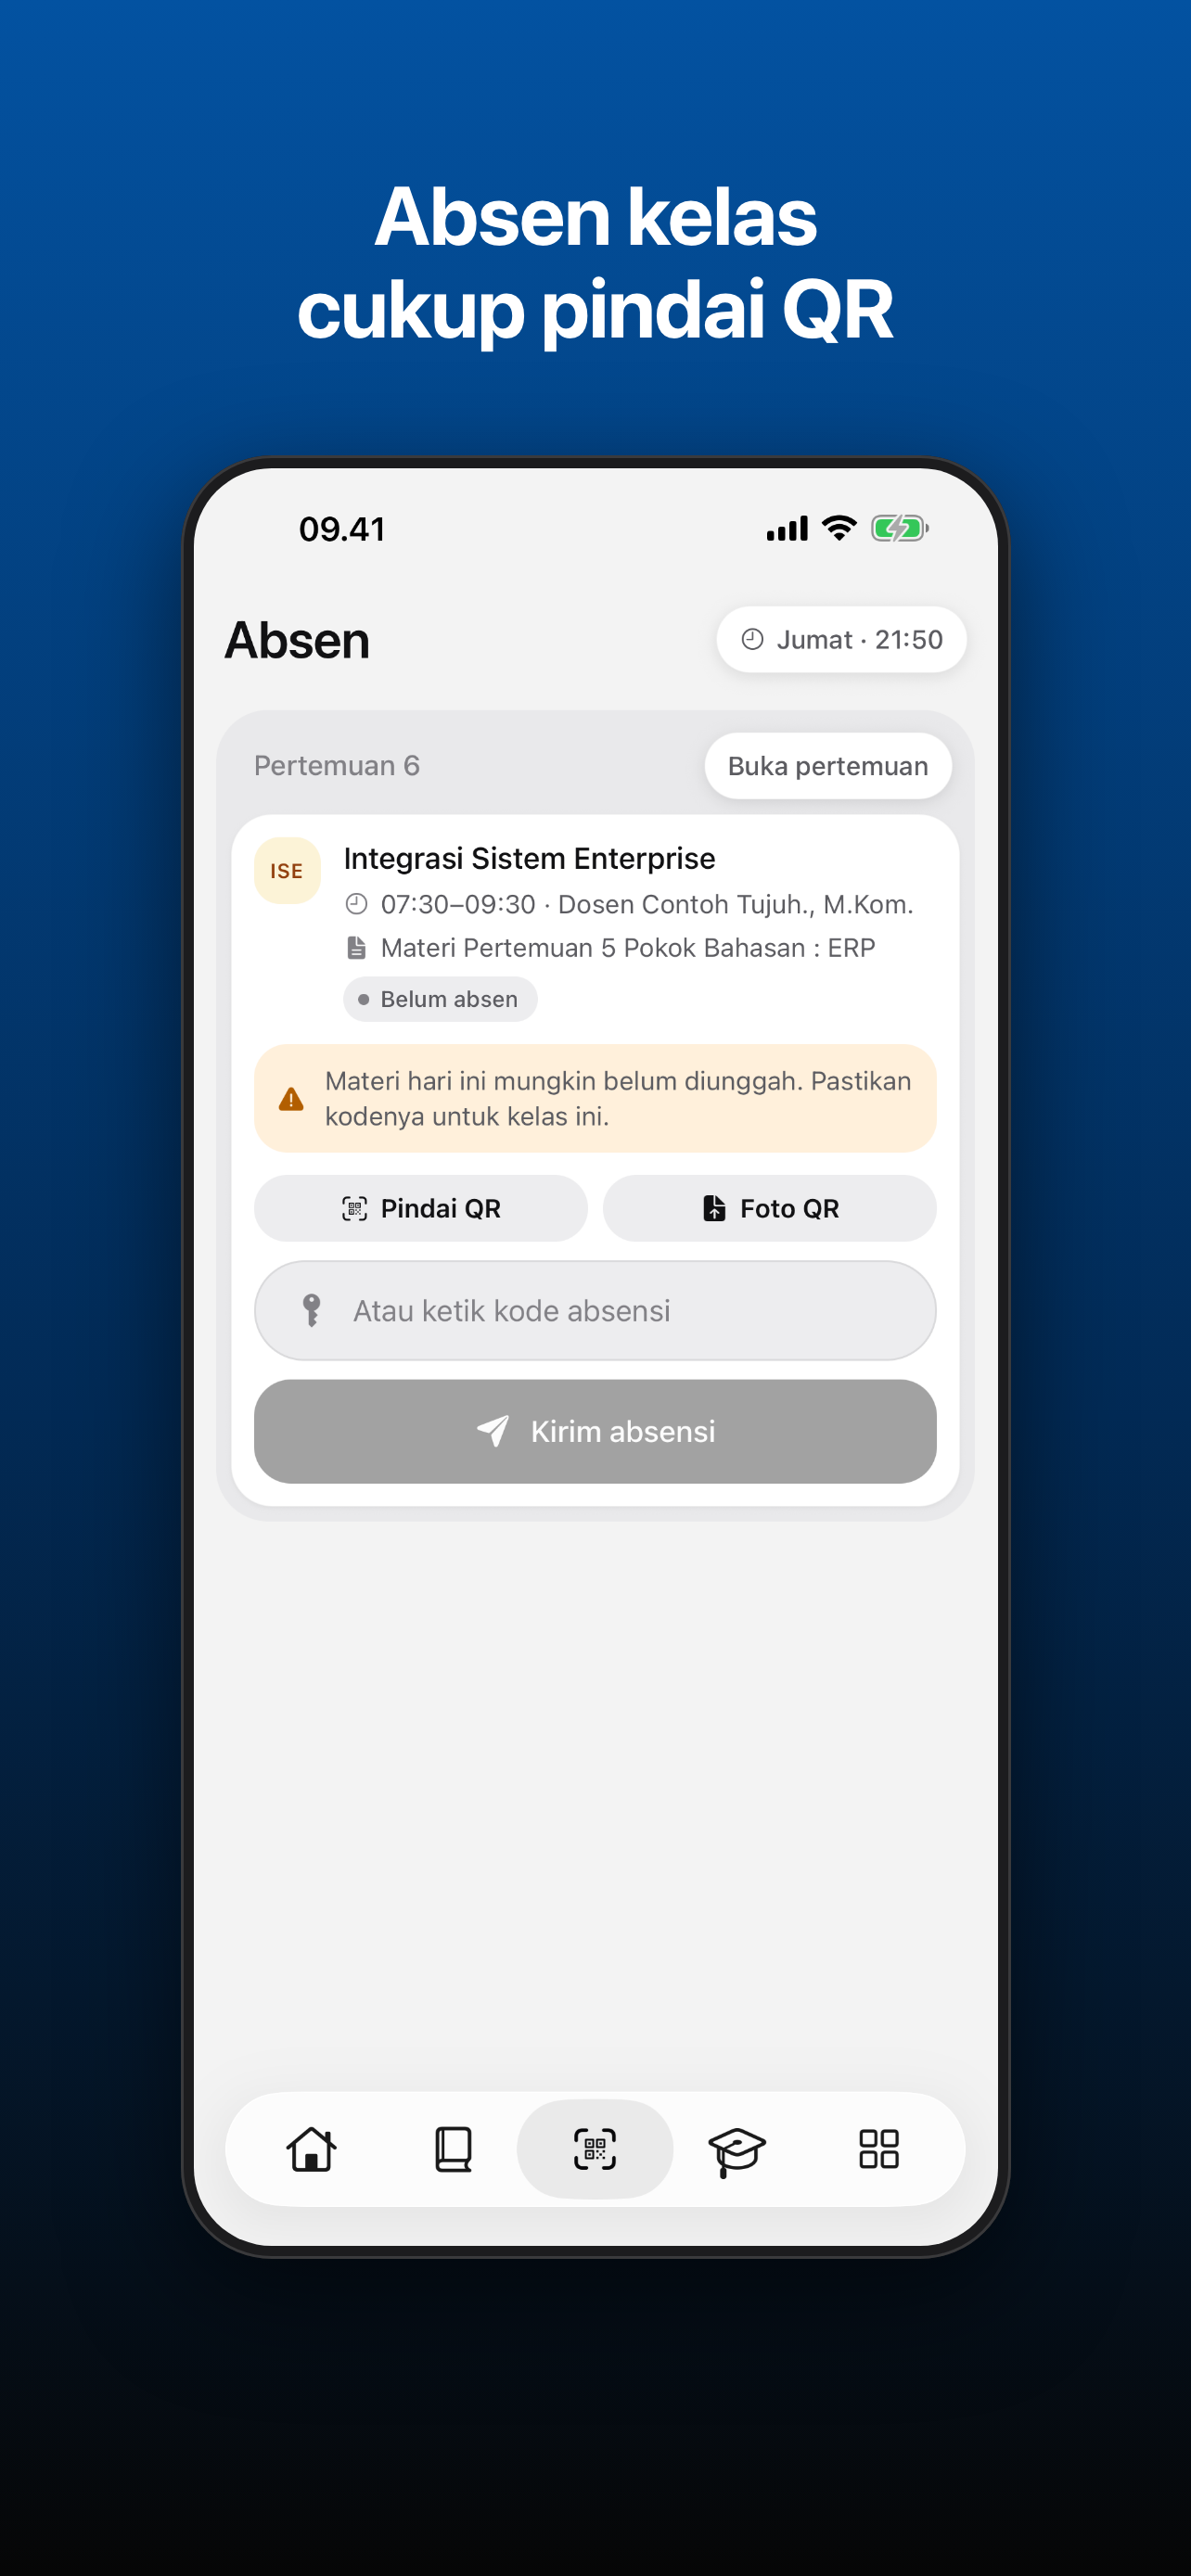 Absen kelas
cukup pindai QR
09.41
Absen
Jumat · 21:50
Pertemuan 6
Buka pertemuan
ISE
Integrasi Sistem Enterprise
07:30–09:30 · Dosen Contoh Tujuh., M.Kom.
Materi Pertemuan 5 Pokok Bahasan : ERP
Belum absen
Materi hari ini mungkin belum diunggah. Pastikan
kodenya untuk kelas ini.
Pindai QR
Foto QR
Atau ketik kode absensi
Kirim absensi